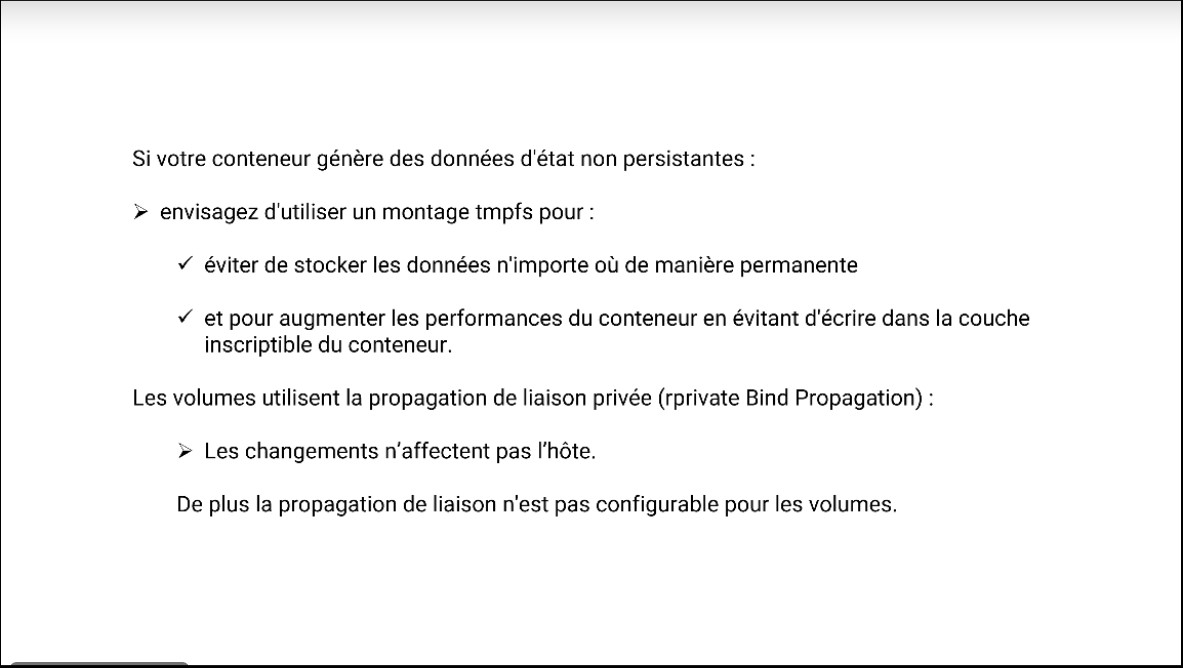 Si votre conteneur génère des données d'état non persistantes :
➢ envisagez d'utiliser un montage tmpfs pour :
✓ éviter de stocker les données n'importe où de manière permanente
✓ et pour augmenter les performances du conteneur en évitant d'écrire dans la couche
inscriptible du conteneur.
Les volumes utilisent la propagation de liaison privée (rprivate Bind Propagation) :
➢ Les changements n’affectent pas l’hôte.
De plus la propagation de liaison n'est pas configurable pour les volumes.